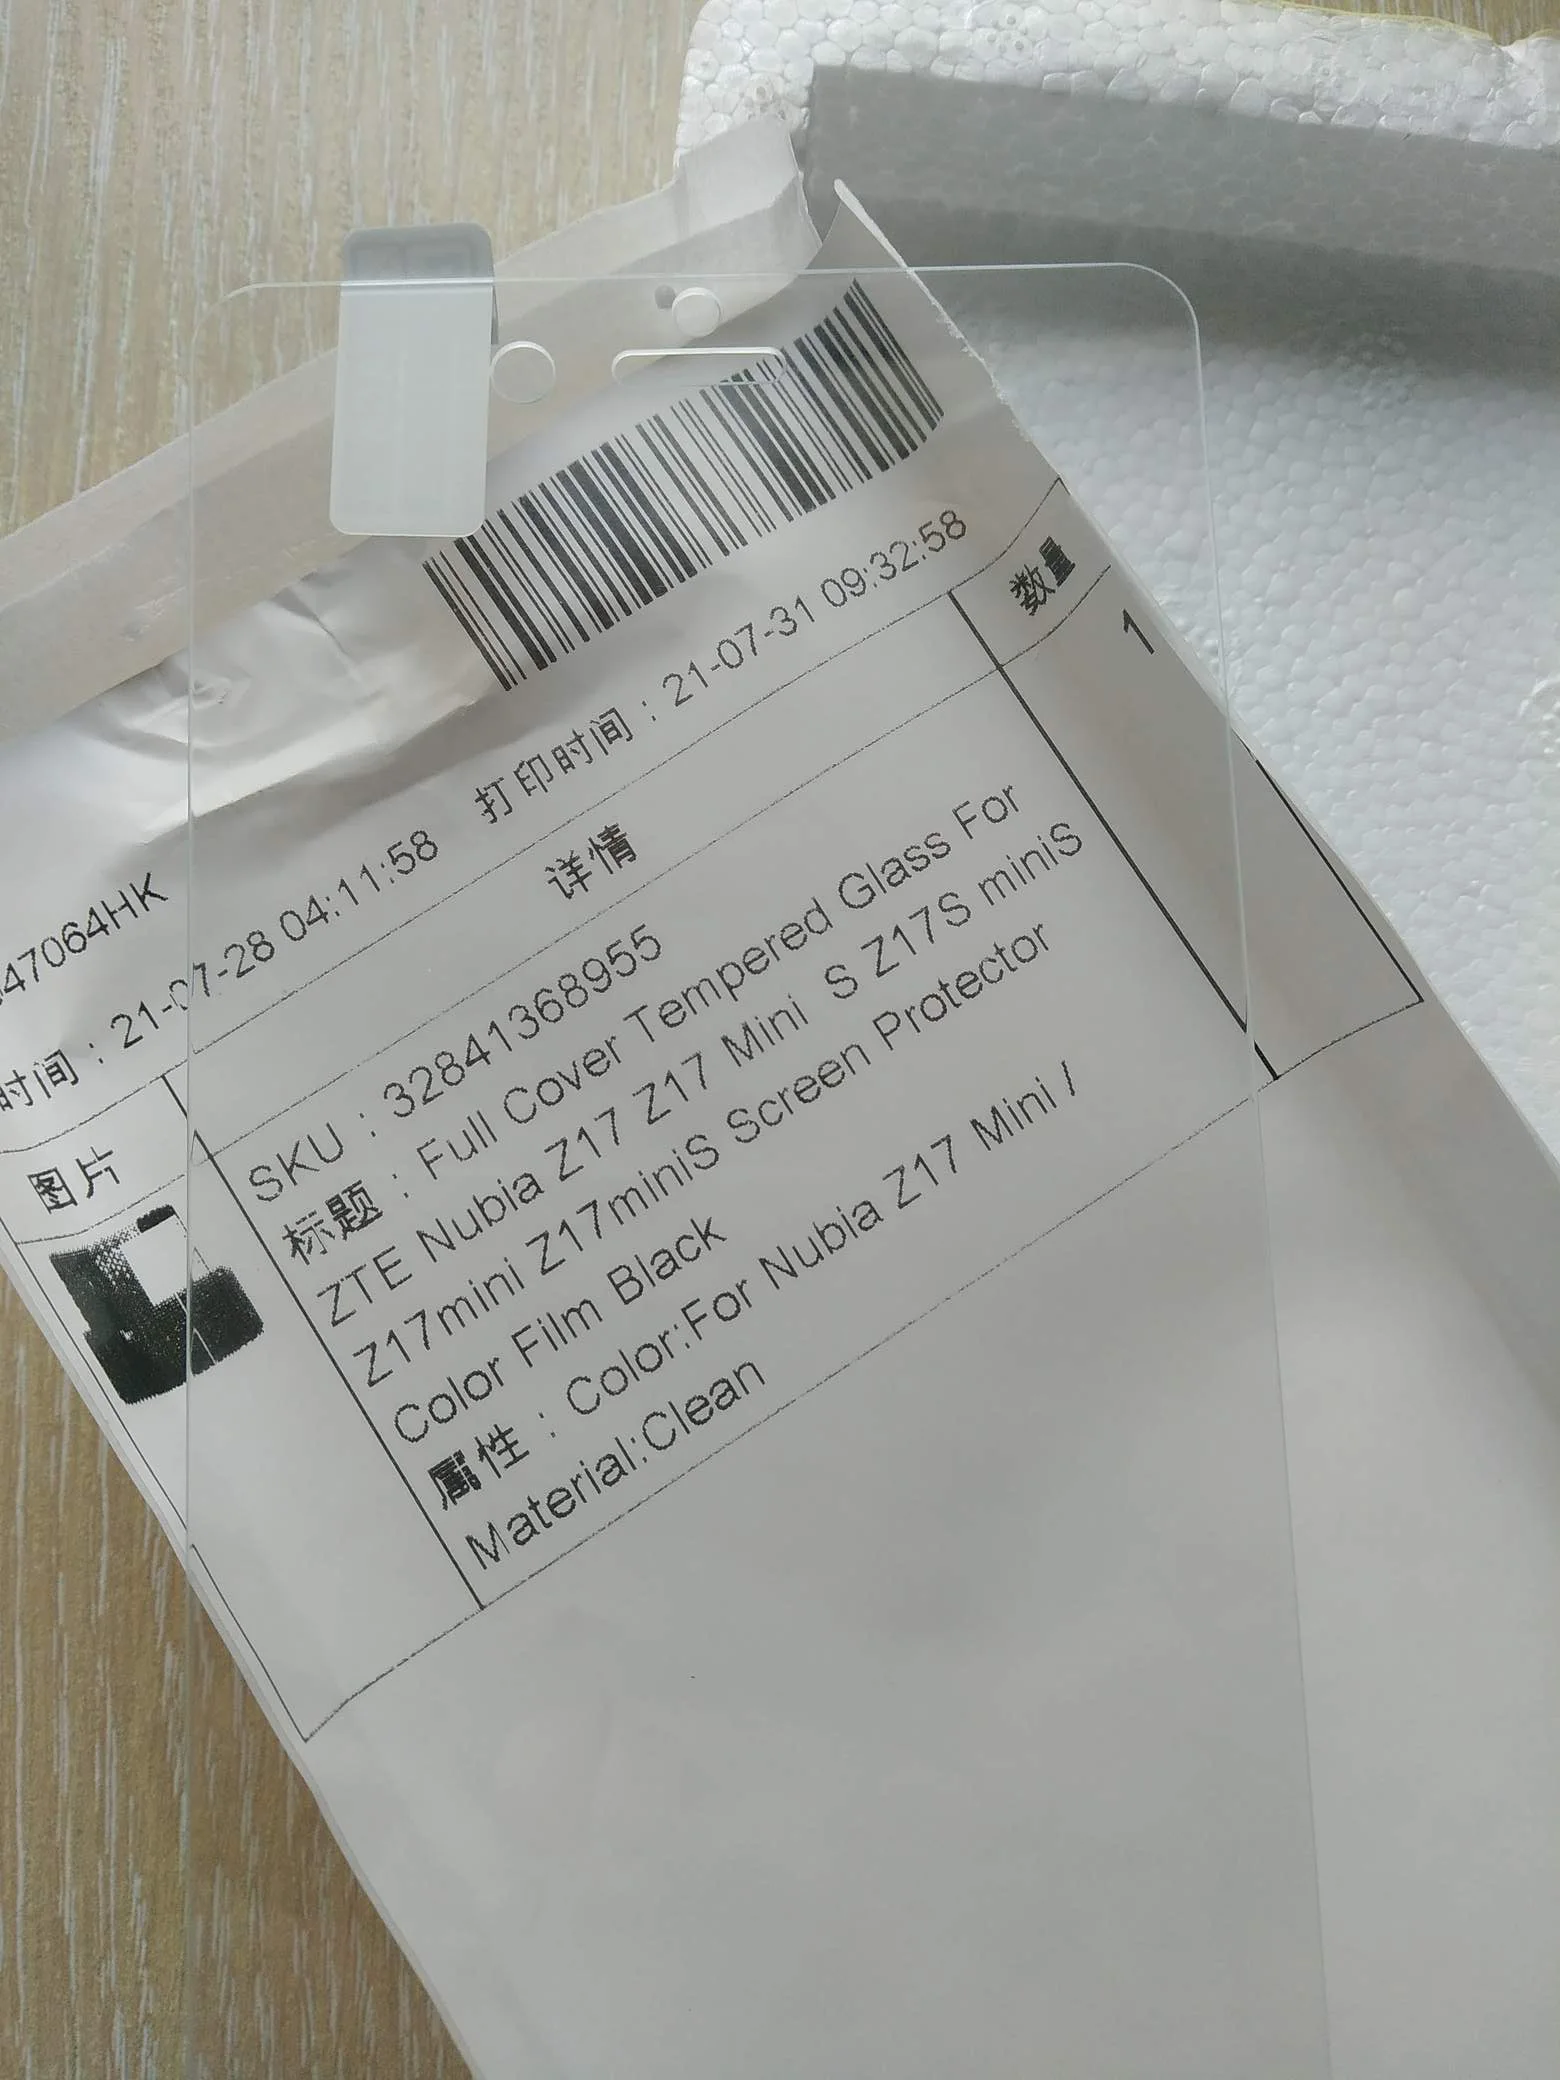 47064HK
时间：21-07-28 04:11:58 打印时间：21-07-31 09:32:58
图片 详情 数量
SKU：32841368955 1
标题：Full Cover Tempered Glass For
ZTE Nubia Z17 Z17 Mini S Z17S miniS
Z17mini Z17miniS Screen Protector
Color Film Black
属性：Color:For Nubia Z17 Mini /
Material:Clean